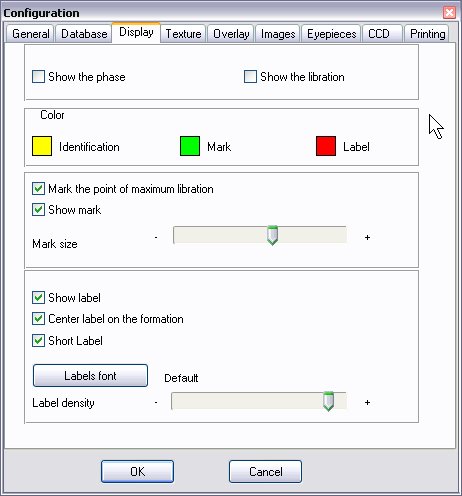 Configuration
General Database Display Texture Overlay Images Eyepieces CCD Printing
Show the phase Show the libration
Color
Identification Mark Label
Mark the point of maximum libration
Show mark
Mark size - +
Show label
Center label on the formation
Short Label
Labels font Default
Label density - +
OK Cancel